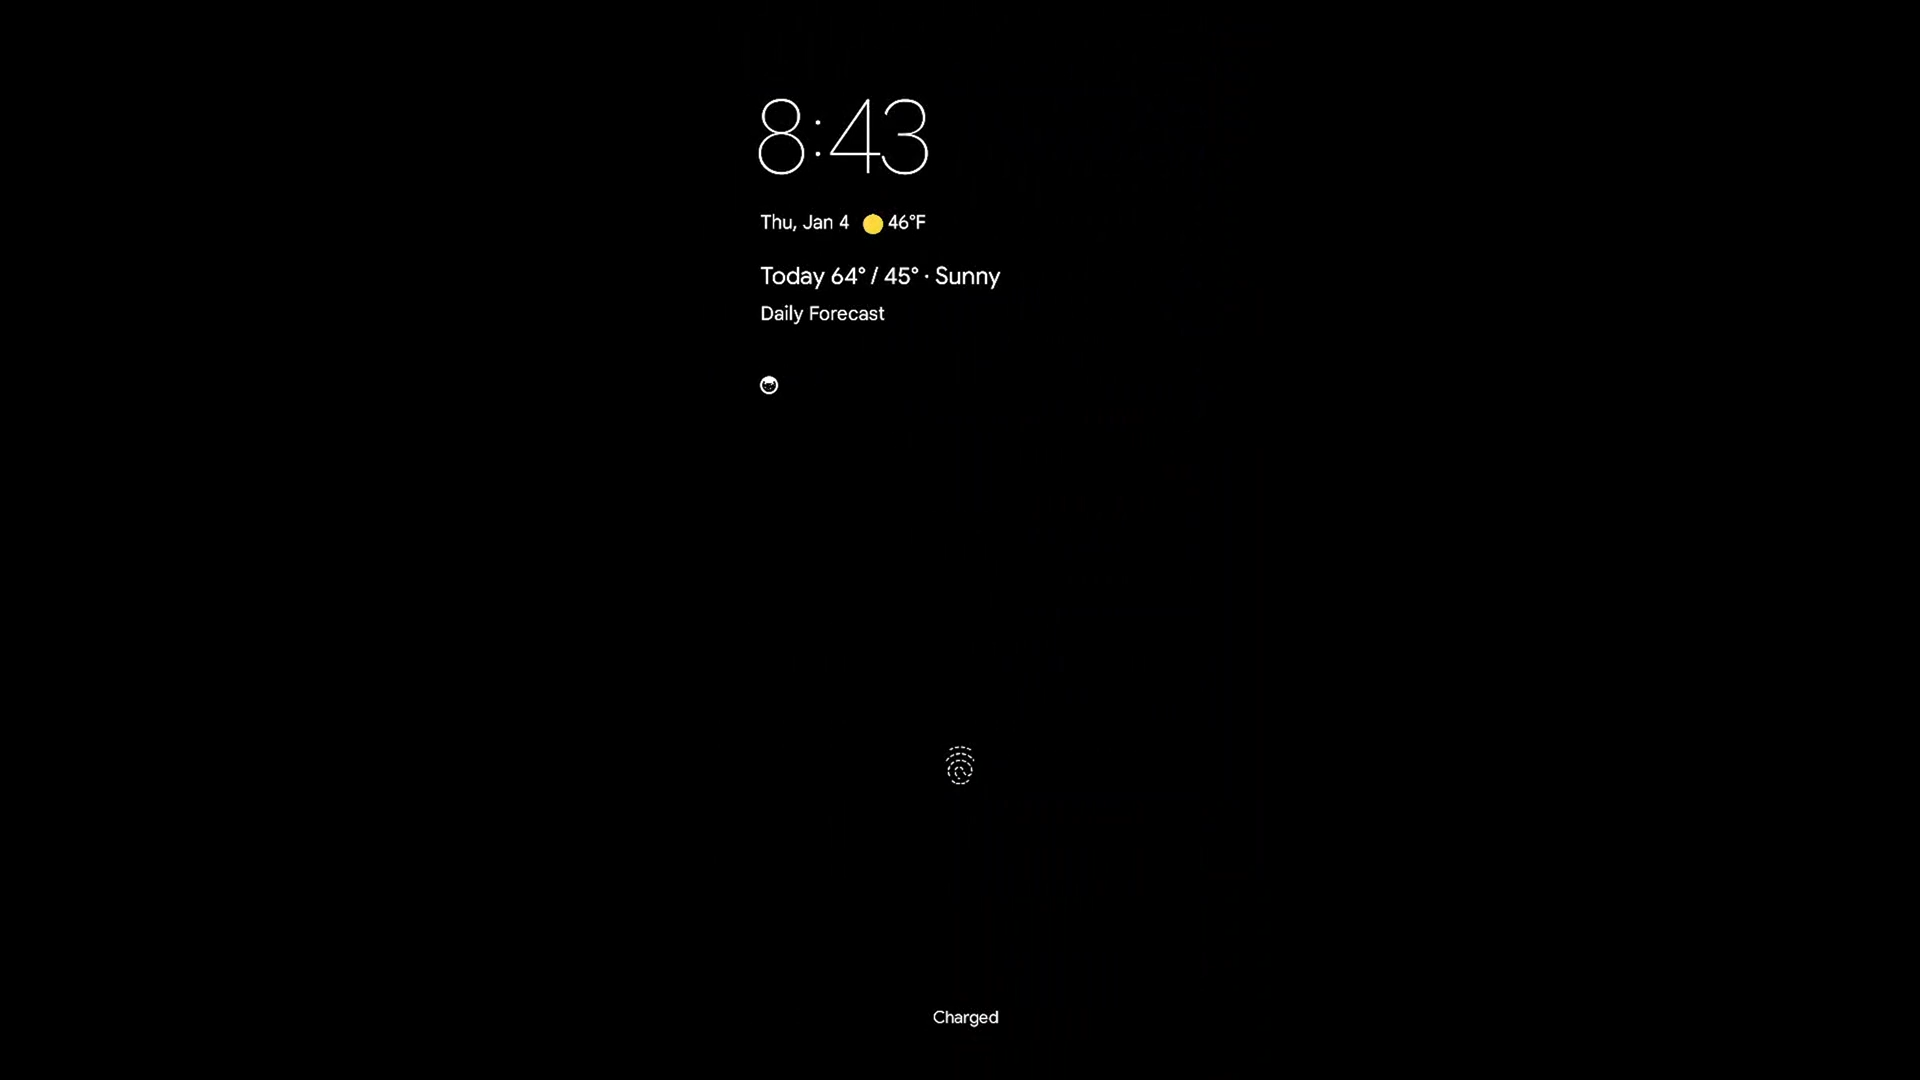 8:43
Thu, Jan 4 46°F
Today 64° / 45° · Sunny
Daily Forecast
Charged